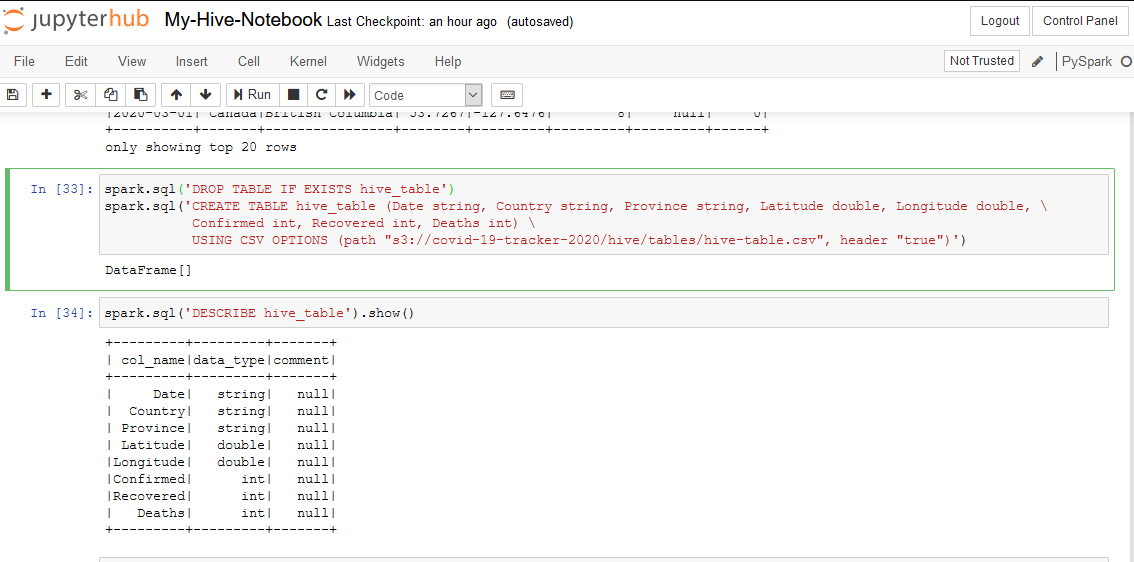 jupyterhub My-Hive-Notebook Last Checkpoint: an hour ago (autosaved) Logout Control Panel
File Edit View Insert Cell Kernel Widgets Help Not Trusted PySpark
Run Code
|2020-03-01| Canada|British Columbia| 53.7267|-127.6476| 8| null| 0|
+----------+-------+----------------+--------+---------+---------+---------+------+
only showing top 20 rows
In [33]: spark.sql('DROP TABLE IF EXISTS hive_table')
spark.sql('CREATE TABLE hive_table (Date string, Country string, Province string, Latitude double, Longitude double, \
Confirmed int, Recovered int, Deaths int) \
USING CSV OPTIONS (path "s3://covid-19-tracker-2020/hive/tables/hive-table.csv", header "true")')
DataFrame[]
In [34]: spark.sql('DESCRIBE hive_table').show()
+---------+---------+-------+
| col_name|data_type|comment|
+---------+---------+-------+
|     Date|   string|   null|
|  Country|   string|   null|
| Province|   string|   null|
| Latitude|   double|   null|
|Longitude|   double|   null|
|Confirmed|      int|   null|
|Recovered|      int|   null|
|   Deaths|      int|   null|
+---------+---------+-------+